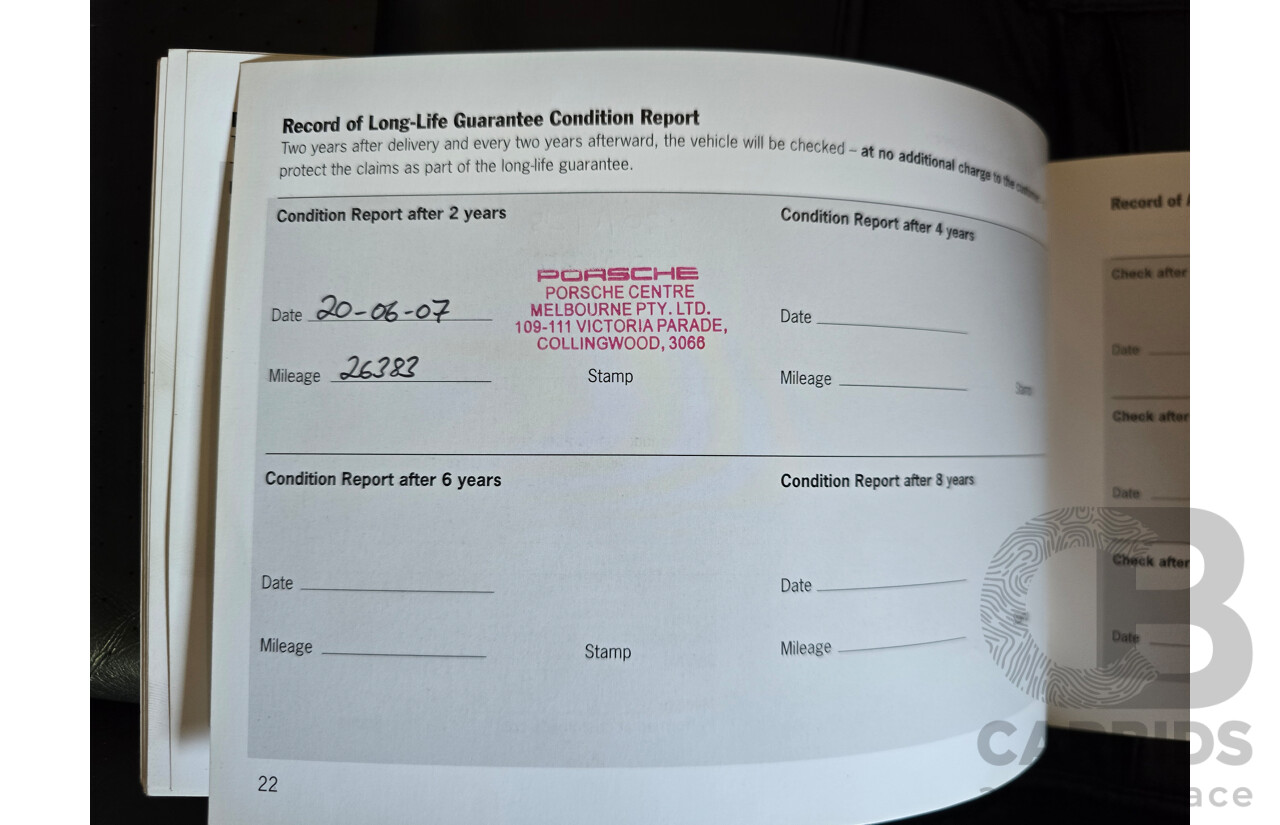 Record of Long-Life Guarantee Condition Report
Two years after delivery and every two years afterward, the vehicle will be checked – at no additional charge to the customer
protect the claims as part of the long-life guarantee.
Condition Report after 2 years
Date 20-06-07
Mileage 26383
PORSCHE
PORSCHE CENTRE
MELBOURNE PTY. LTD.
109-111 VICTORIA PARADE,
COLLINGWOOD, 3066
Stamp
Condition Report after 4 years
Date
Mileage
Stamp
Condition Report after 6 years
Date
Mileage
Stamp
Condition Report after 8 years
Date
Mileage
22
Record of
Check after
Date
Check after
Date
Check after
Date
CB
CARBIDS